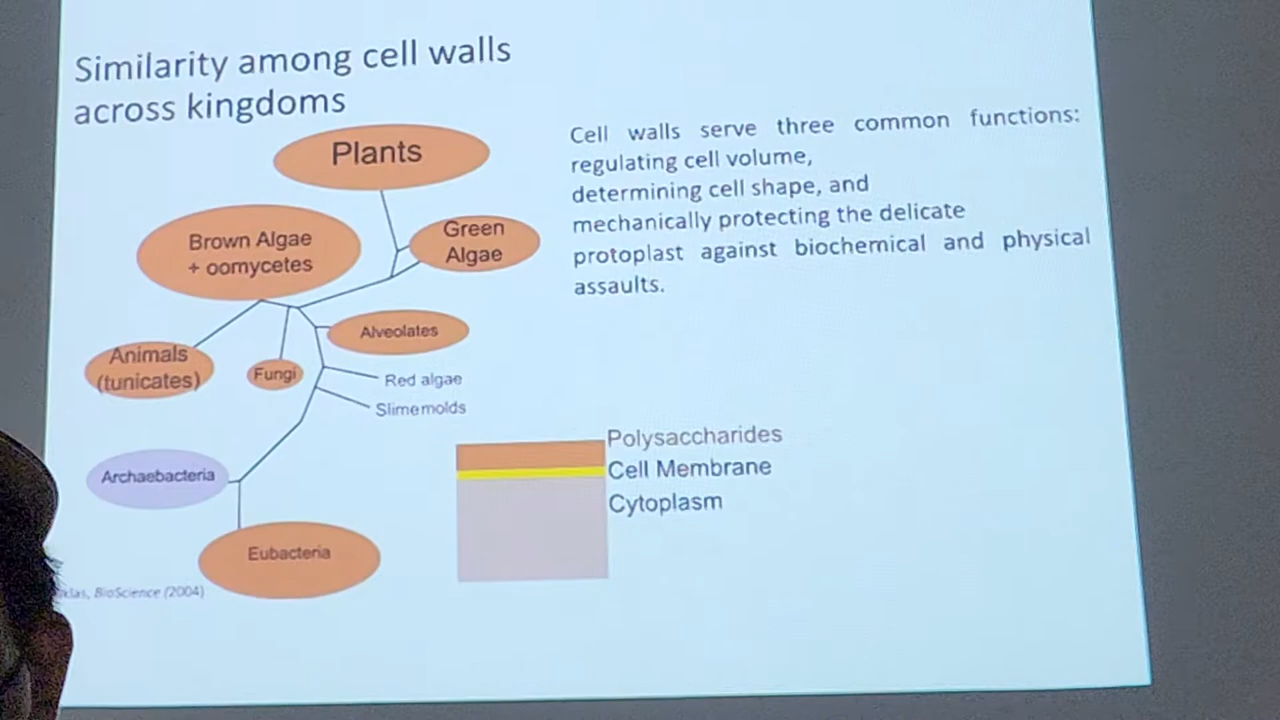 Similarity among cell walls
across kingdoms
Plants
Brown Algae
+ oomycetes
Green
Algae
Alveolates
Animals
(tunicates)
Fungi
Red algae
Slimemolds
Archaebacteria
Eubacteria
BioScience (2004)
Cell walls serve three common functions:
regulating cell volume,
determining cell shape, and
mechanically protecting the delicate
protoplast against biochemical and physical
assaults.
Polysaccharides
Cell Membrane
Cytoplasm